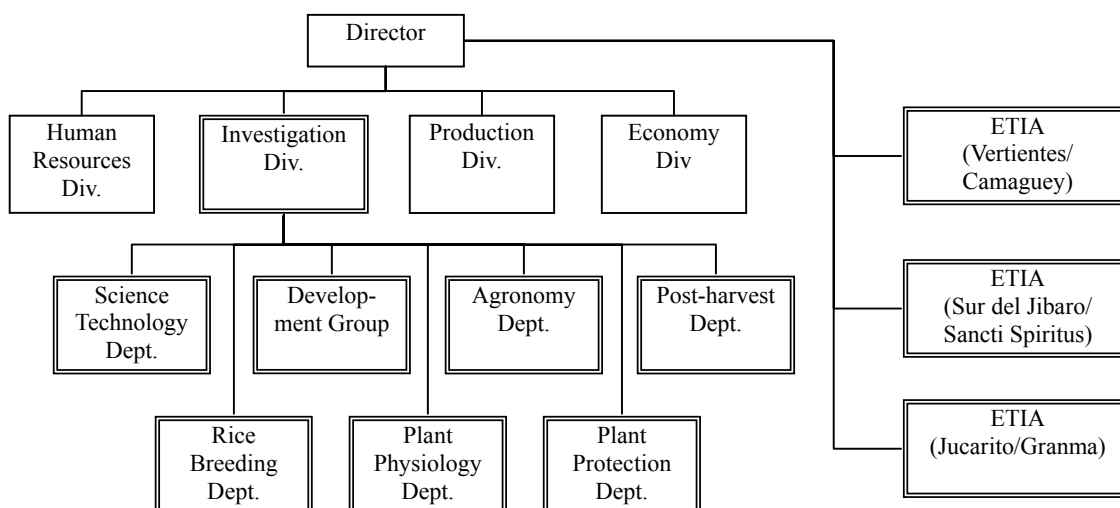 Director
Human
Resources
Div.
Investigation
Div.
Production
Div.
Economy
Div
ETIA
(Vertientes/
Camaguey)
Science
Technology
Dept.
Develop-
ment Group
Agronomy
Dept.
Post-harvest
Dept.
ETIA
(Sur del Jibaro/
Sancti Spiritus)
Rice
Breeding
Dept.
Plant
Physiology
Dept.
Plant
Protection
Dept.
ETIA
(Jucarito/Granma)